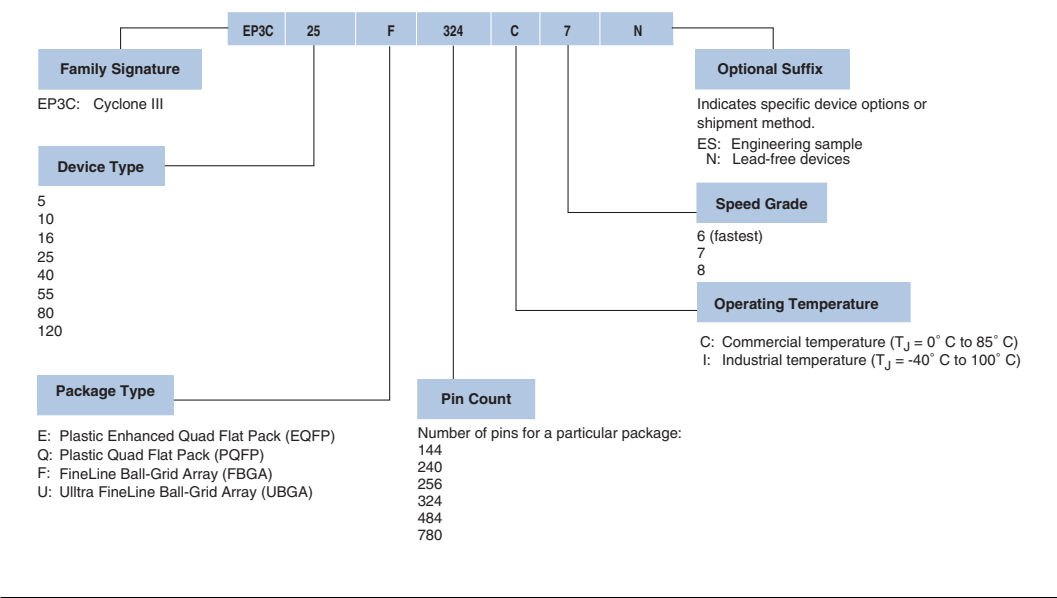 EP3C 25 F 324 C 7 N
Family Signature
EP3C: Cyclone III
Device Type
5
10
16
25
40
55
80
120
Package Type
E: Plastic Enhanced Quad Flat Pack (EQFP)
Q: Plastic Quad Flat Pack (PQFP)
F: FineLine Ball-Grid Array (FBGA)
U: Ulltra FineLine Ball-Grid Array (UBGA)
Pin Count
Number of pins for a particular package:
144
240
256
324
484
780
Optional Suffix
Indicates specific device options or
shipment method.
ES: Engineering sample
N: Lead-free devices
Speed Grade
6 (fastest)
7
8
Operating Temperature
C: Commercial temperature (TJ = 0° C to 85° C)
I: Industrial temperature (TJ = -40° C to 100° C)